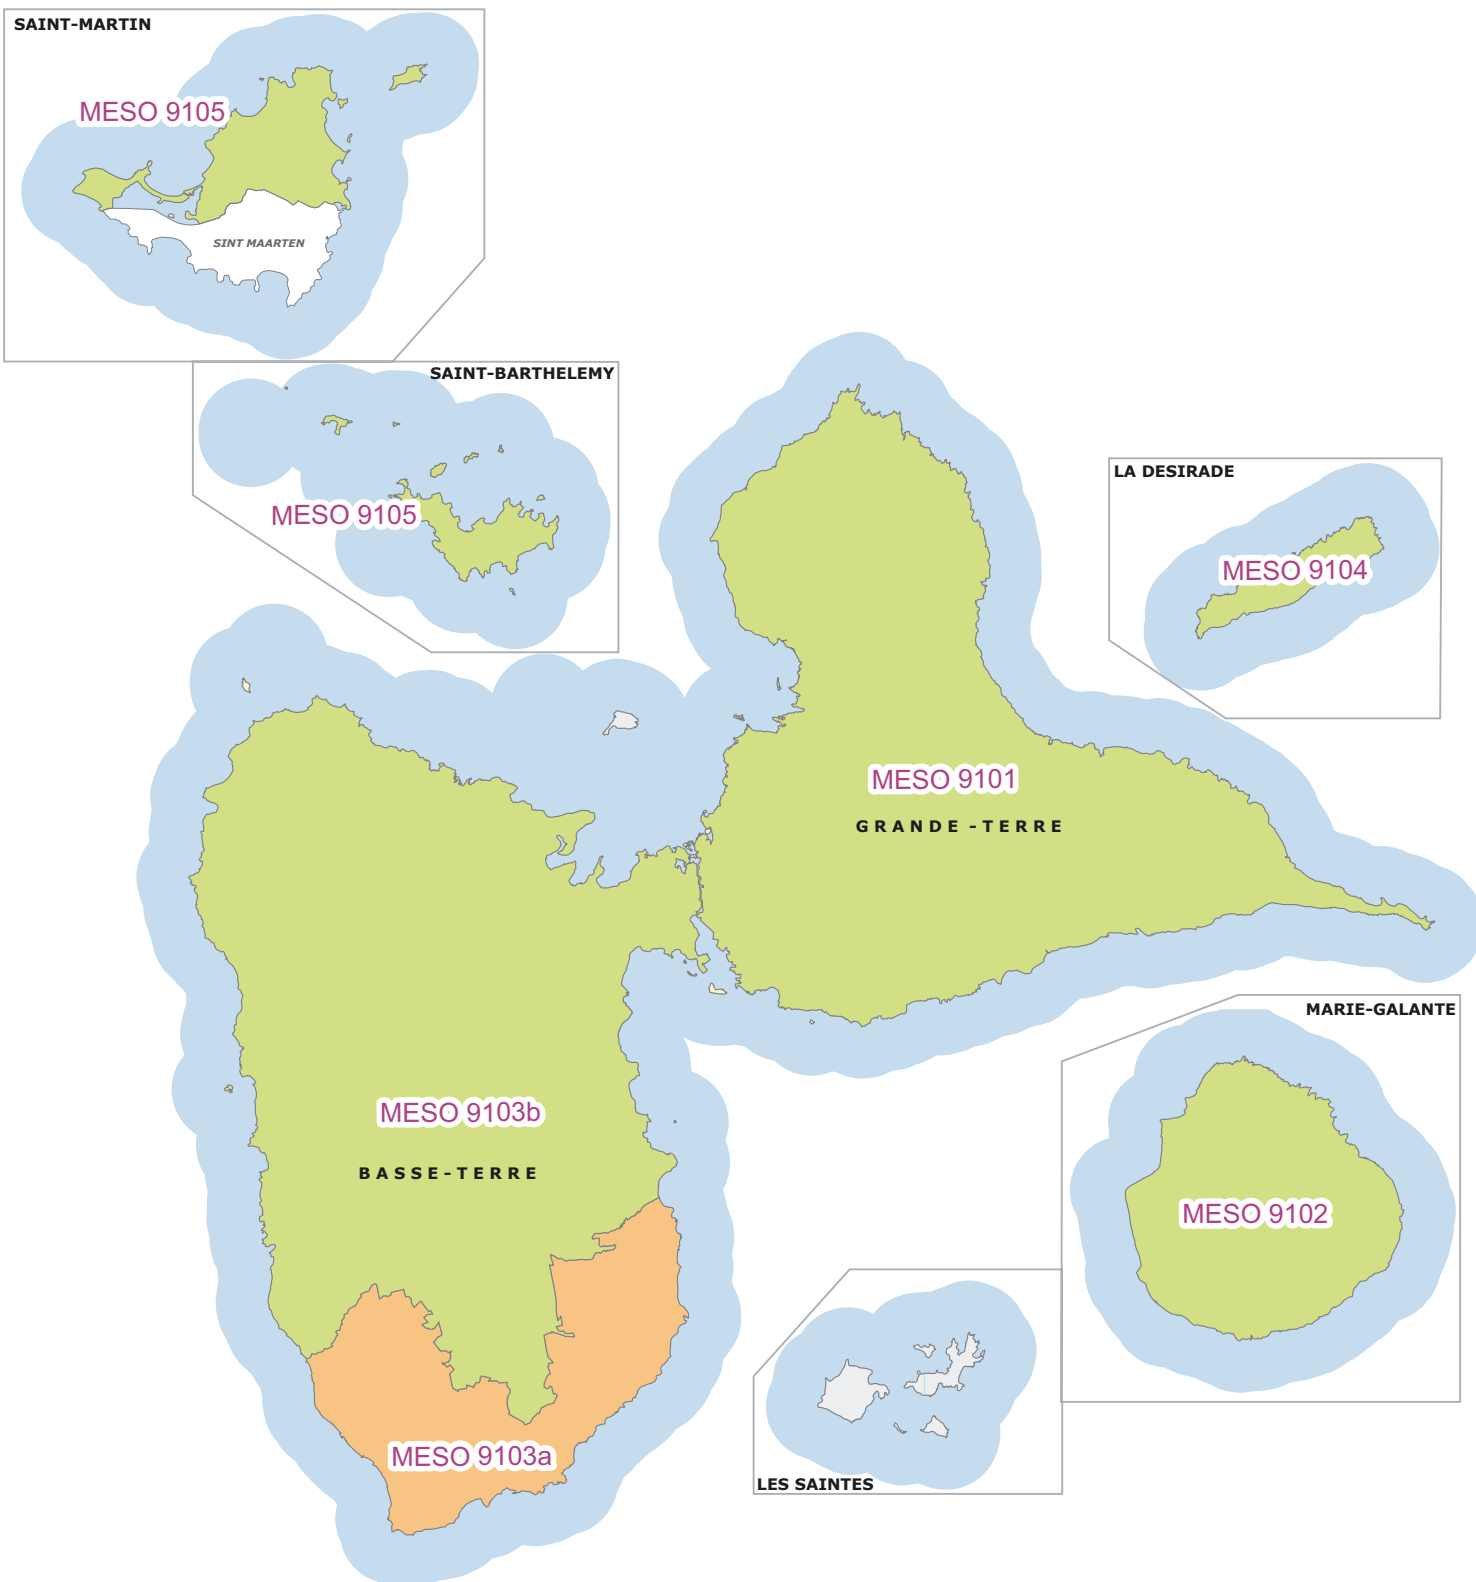 SAINT-MARTIN
MESO 9105
SINT MAARTEN
SAINT-BARTHELEMY
MESO 9105
LA DESIRADE
MESO 9104
MESO 9101
GRANDE-TERRE
MARIE-GALANTE
MESO 9103b
BASSE-TERRE
MESO 9102
MESO 9103a
LES SAINTES